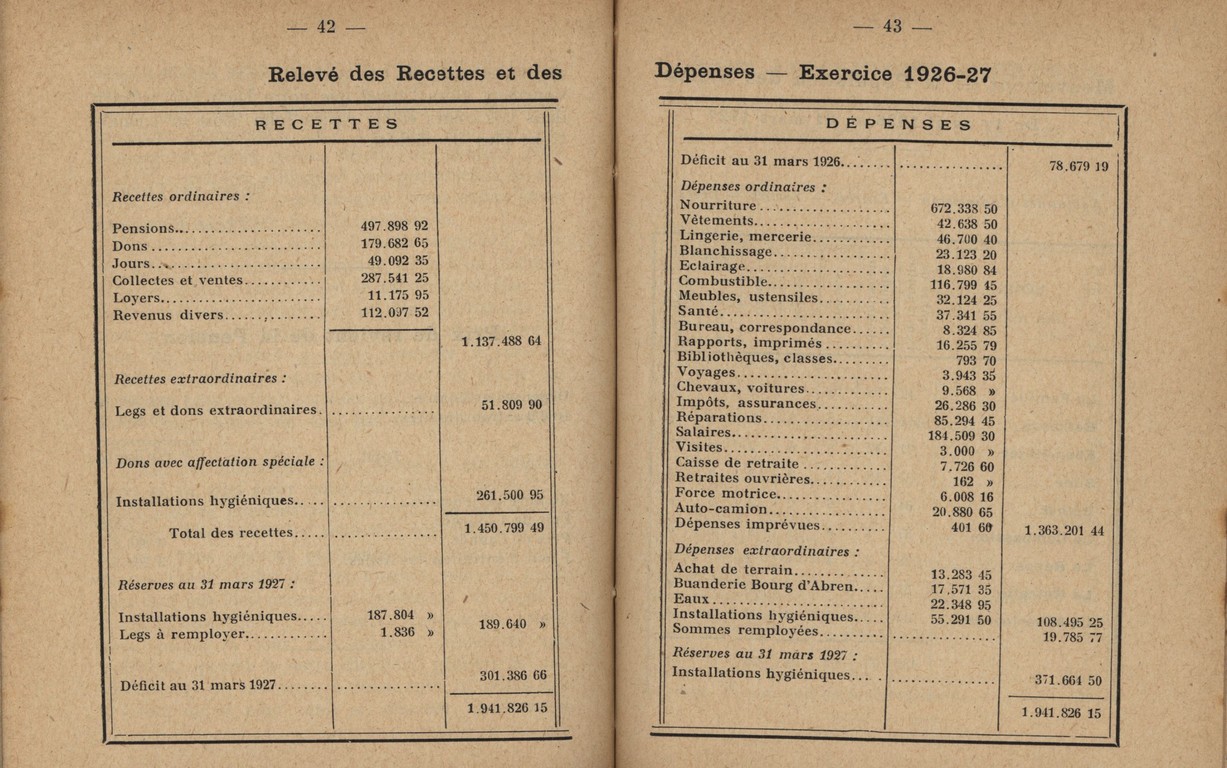 — 42 —
Relevé des Recettes et des
RECETTES
Recettes ordinaires :
Pensions........................ 497.898 92
Dons ........................ 179.682 65
Jours........................ 49.092 35
Collectes et ventes............ 287.541 25
Loyers........................ 11.175 95
Revenus divers................ 112.097 52
1.137.488 64
Recettes extraordinaires :
Legs et dons extraordinaires. ................ 51.809 90
Dons avec affectation spéciale :
Installations hygiéniques..... ................ 261.500 95
Total des recettes..... ................ 1.450.799 49
Réserves au 31 mars 1927 :
Installations hygiéniques..... 187.804 »
Legs à remployer............ 1.836 »
189.640 »
Déficit au 31 mars 1927........ ................ 301.386 66
1.941.826 15
— 43 —
Dépenses — Exercice 1926-27
DÉPENSES
Déficit au 31 mars 1926........ ................ 78.679 19
Dépenses ordinaires :
Nourriture.................... 672.338 50
Vêtements.................... 42.638 50
Lingerie, mercerie............ 46.700 40
Blanchissage.................. 23.123 20
Eclairage.................... 18.980 84
Combustible.................. 116.799 45
Meubles, ustensiles............ 32.124 25
Santé........................ 37.341 55
Bureau, correspondance...... 8.324 85
Rapports, imprimés .......... 16.255 79
Bibliothèques, classes......... 793 70
Voyages...................... 3.943 35
Chevaux, voitures............ 9.568 »
Impôts, assurances............ 26.286 30
Réparations.................. 85.294 45
Salaires...................... 184.509 30
Visites...................... 3.000 »
Caisse de retraite ............ 7.726 60
Retraites ouvrières............ 162 »
Force motrice................ 6.008 16
Auto-camion.................. 20.880 65
Dépenses imprévues.......... 401 60 1.363.201 44
Dépenses extraordinaires :
Achat de terrain.............. 13.283 45
Buanderie Bourg d'Abren..... 17.571 35
Eaux........................ 22.348 95
Installations hygiéniques..... 55.291 50 108.495 25
Sommes remployées.......... ................ 19.785 77
Réserves au 31 mars 1927 :
Installations hygiéniques..... ................ 371.664 50
1.941.826 15